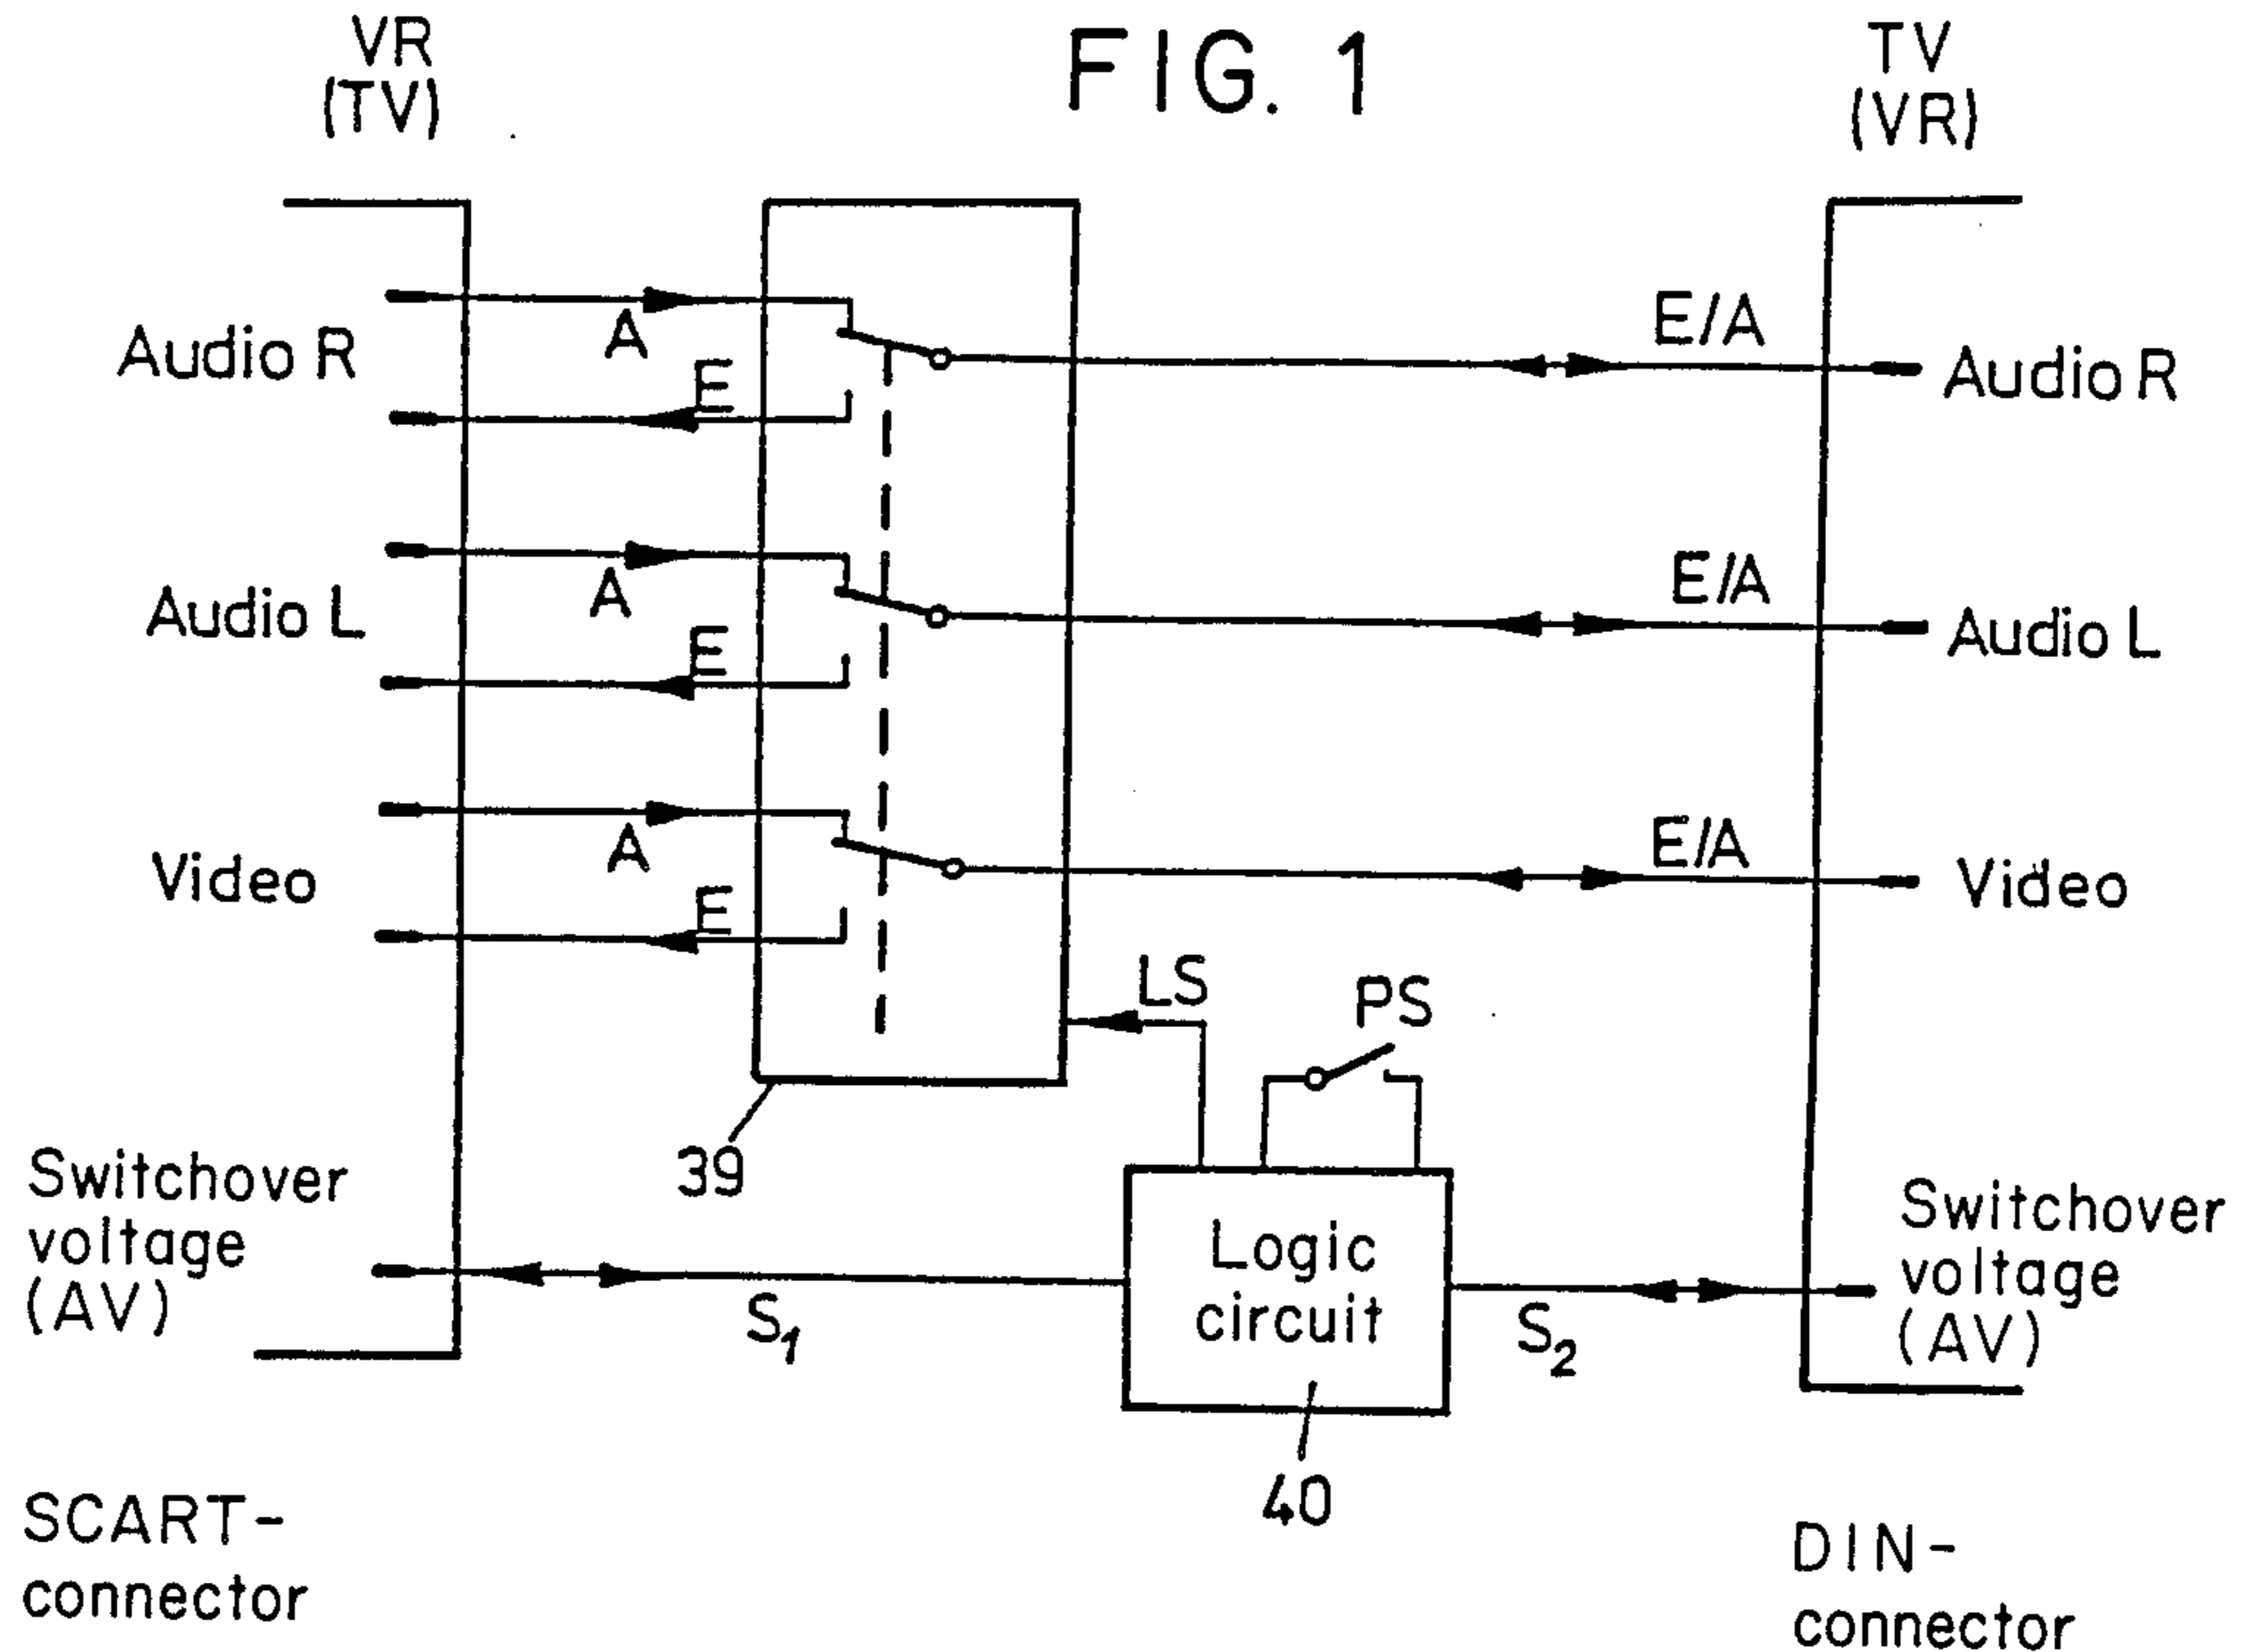 FIG. 1
VR
(TV)
TV
(VR)
Audio R
A
E
E/A
Audio R
Audio L
A
E
E/A
Audio L
Video
A
E
E/A
Video
LS
PS
39
Switchover
voltage
(AV)
S1
Logic
circuit
S2
Switchover
voltage
(AV)
40
SCART-
connector
DIN-
connector